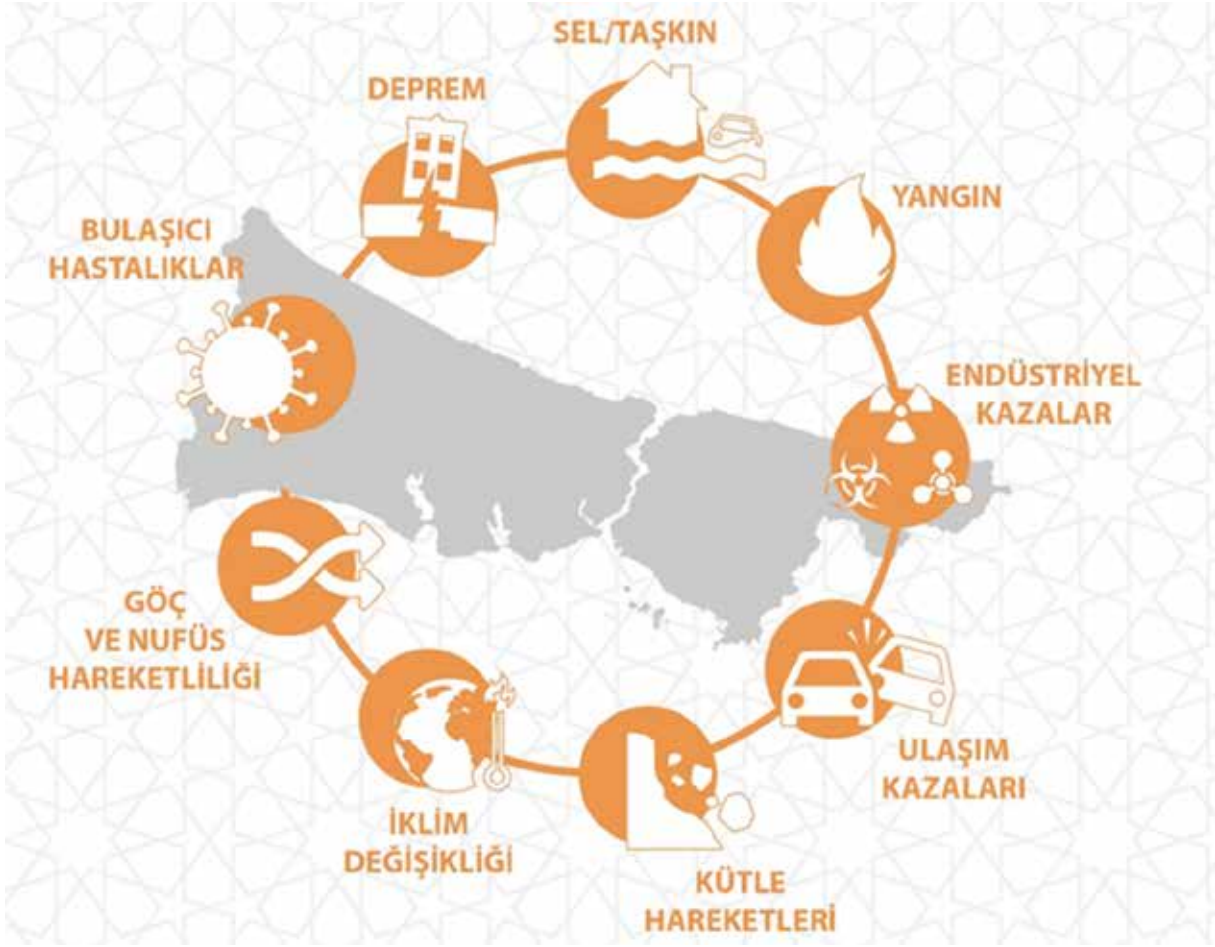 SEL/TAŞKIN
DEPREM
YANGIN
BULAŞICI
HASTALIKLAR
ENDÜSTRİYEL
KAZALAR
GÖÇ
VE NUFÜS
HAREKETLİLİĞİ
ULAŞIM
KAZALARI
İKLİM
DEĞİŞİKLİĞİ
KÜTLE
HAREKETLERİ